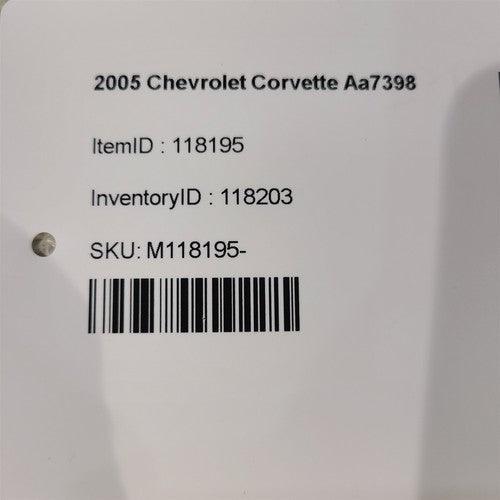 2005 Chevrolet Corvette Aa7398
ItemID : 118195
InventoryID : 118203
SKU: M118195-